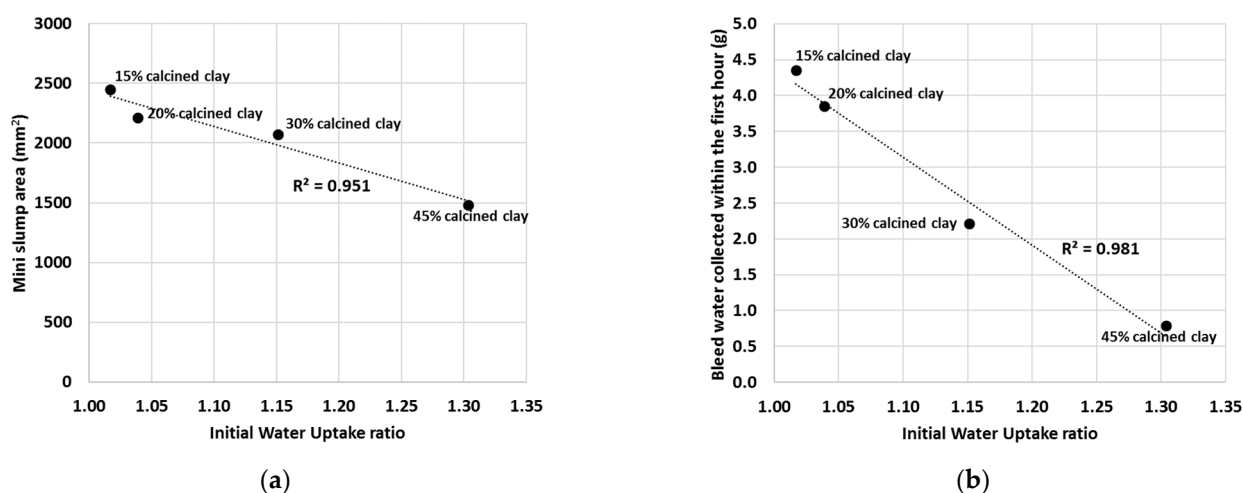 3000
2500
2000
1500
1000
500
0
Mini slump area (mm²)
15% calcined clay
20% calcined clay
30% calcined clay
R² = 0.951
45% calcined clay
1.00 1.05 1.10 1.15 1.20 1.25 1.30 1.35
Initial Water Uptake ratio
(a)
5.0
4.5
4.0
3.5
3.0
2.5
2.0
1.5
1.0
0.5
0.0
Bleed water collected within the first hour (g)
15% calcined clay
20% calcined clay
30% calcined clay
R² = 0.981
45% calcined clay
1.00 1.05 1.10 1.15 1.20 1.25 1.30 1.35
Initial Water Uptake ratio
(b)